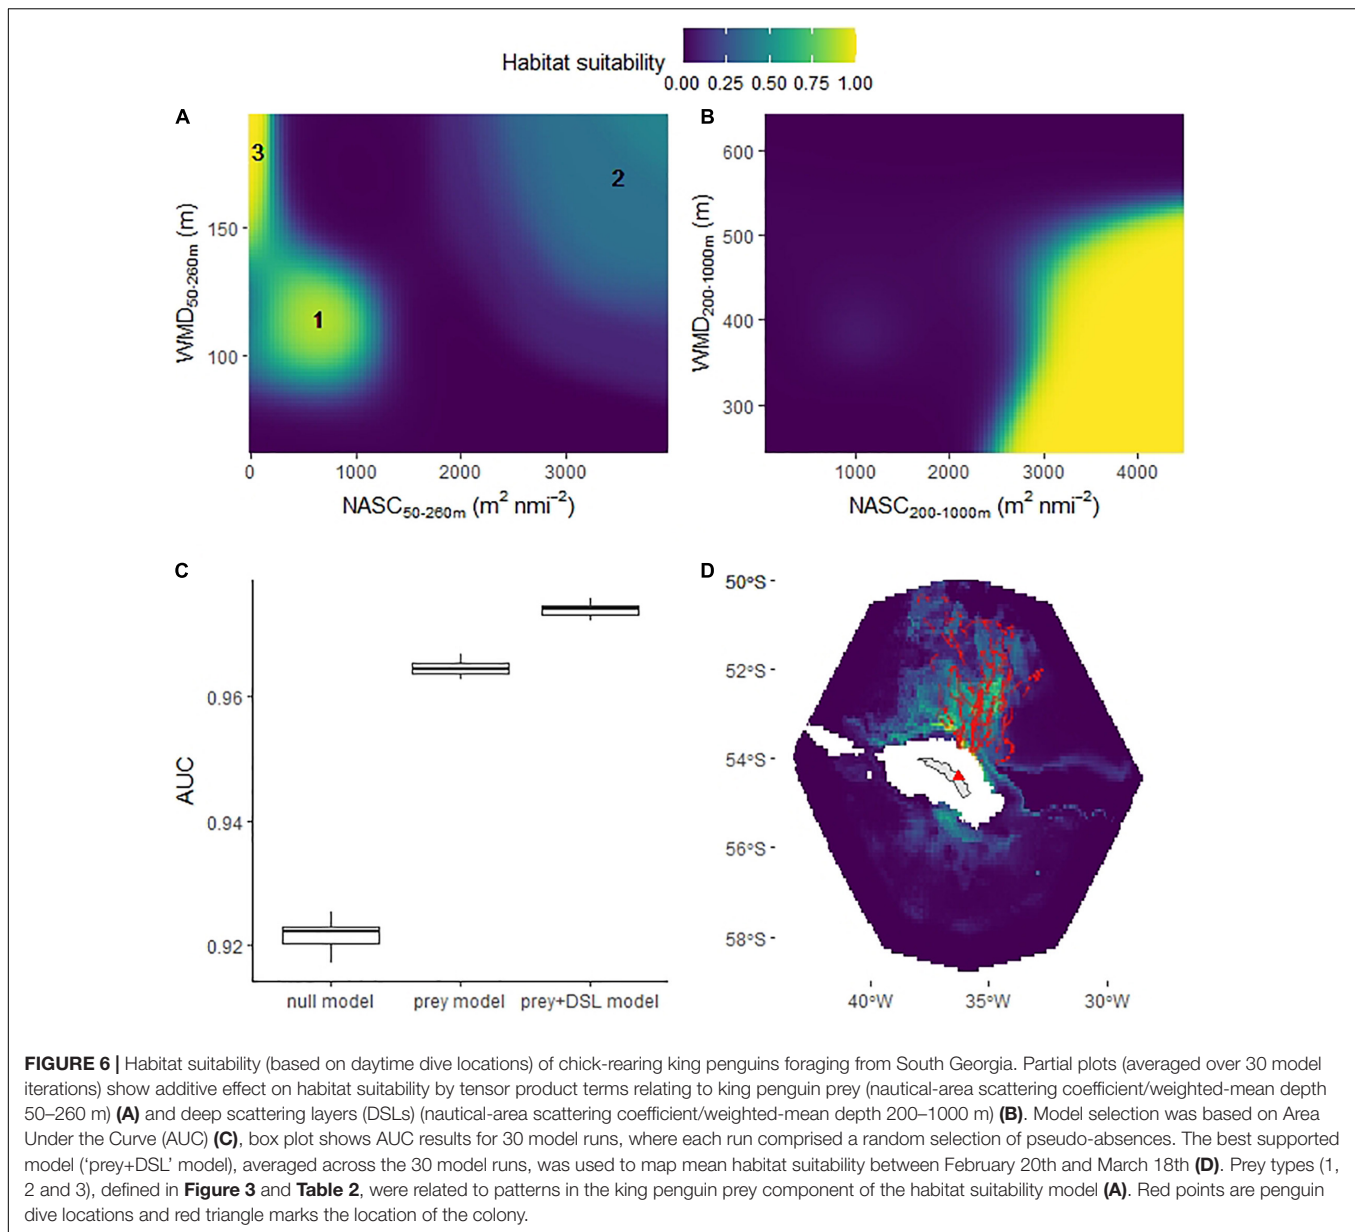 Habitat suitability
0.00 0.25 0.50 0.75 1.00
A
3
2
1
150
100
WMD50-260m (m)
0 1000 2000 3000
NASC50-260m (m² nmi⁻²)
B
600
500
400
300
WMD200-1000m (m)
1000 2000 3000 4000
NASC200-1000m (m² nmi⁻²)
C
0.96
0.94
0.92
AUC
null model prey model prey+DSL model
D
50°S
52°S
54°S
56°S
58°S
40°W 35°W 30°W
FIGURE 6 | Habitat suitability (based on daytime dive locations) of chick-rearing king penguins foraging from South Georgia. Partial plots (averaged over 30 model
iterations) show additive effect on habitat suitability by tensor product terms relating to king penguin prey (nautical-area scattering coefficient/weighted-mean depth
50–260 m) (A) and deep scattering layers (DSLs) (nautical-area scattering coefficient/weighted-mean depth 200–1000 m) (B). Model selection was based on Area
Under the Curve (AUC) (C), box plot shows AUC results for 30 model runs, where each run comprised a random selection of pseudo-absences. The best supported
model (‘prey+DSL’ model), averaged across the 30 model runs, was used to map mean habitat suitability between February 20th and March 18th (D). Prey types (1,
2 and 3), defined in Figure 3 and Table 2, were related to patterns in the king penguin prey component of the habitat suitability model (A). Red points are penguin
dive locations and red triangle marks the location of the colony.